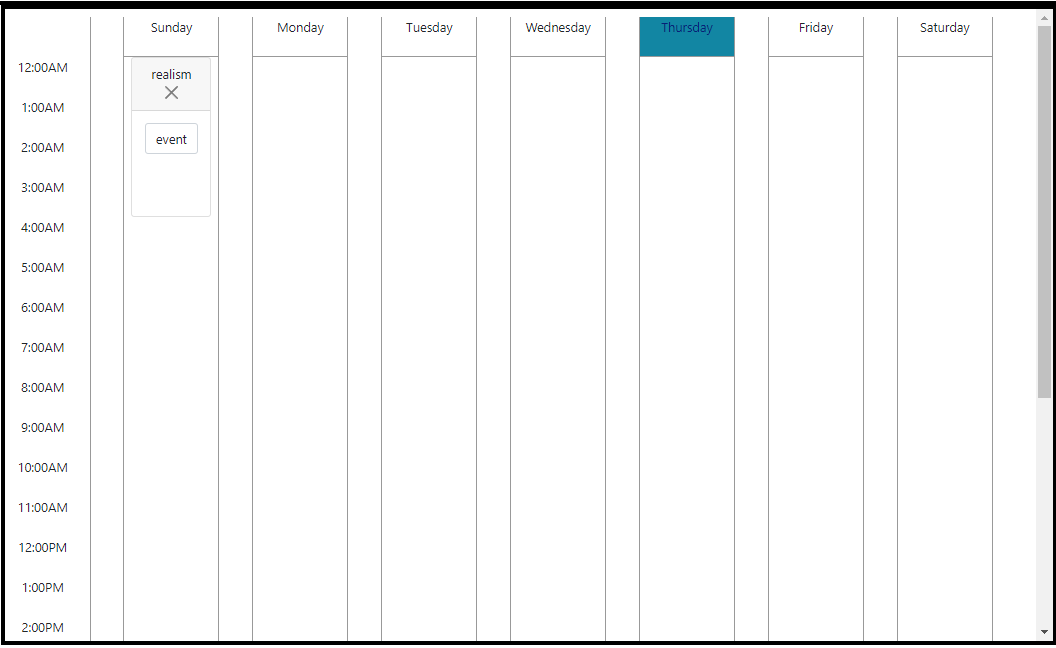 Sunday Monday Tuesday Wednesday Thursday Friday Saturday
12:00AM
realism
1:00AM
event
2:00AM
3:00AM
4:00AM
5:00AM
6:00AM
7:00AM
8:00AM
9:00AM
10:00AM
11:00AM
12:00PM
1:00PM
2:00PM